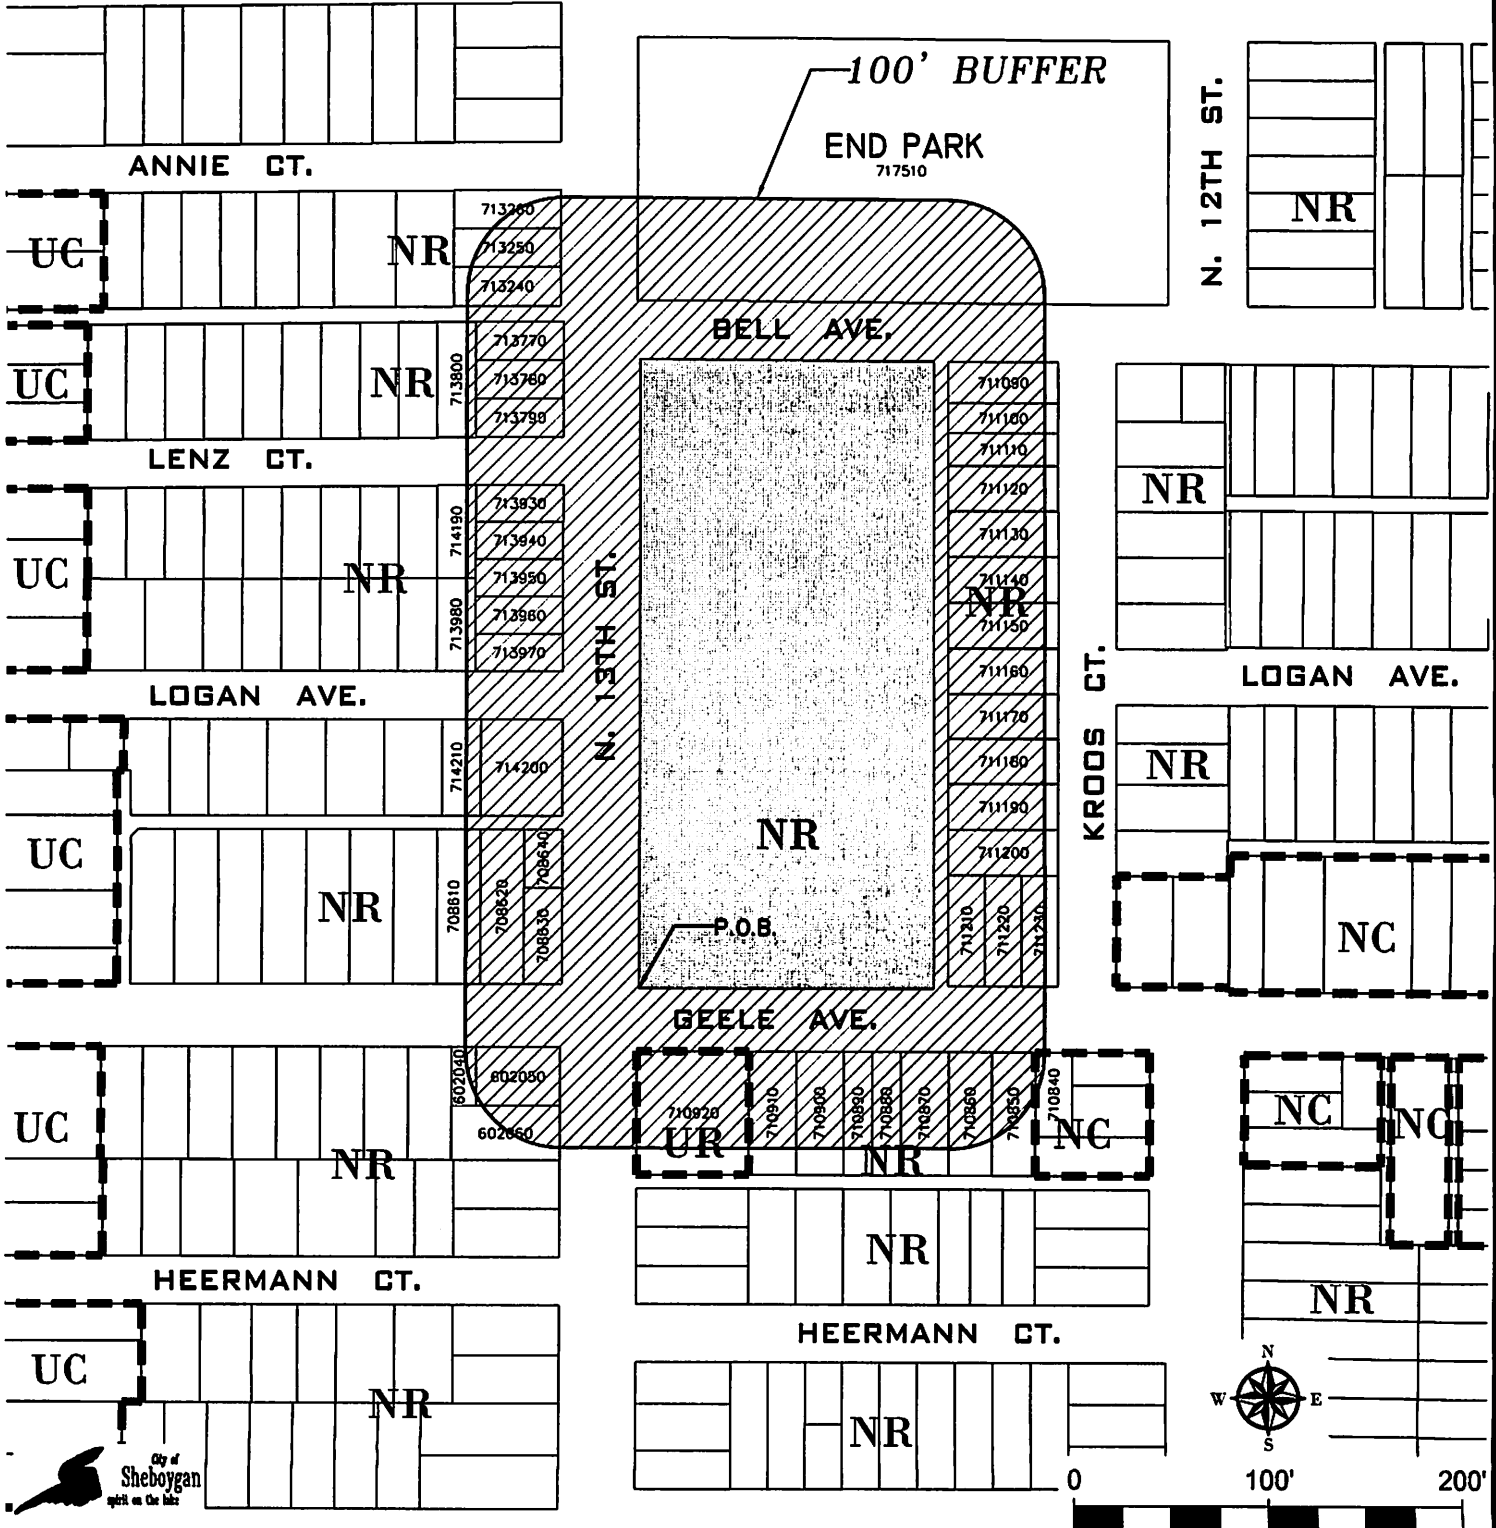 100' BUFFER
END PARK
717510
N. 12TH ST.
ANNIE CT.
NR
UC
NR
713260
713250
713240
BELL AVE.
UC
NR
713800
713770
713780
713790
711090
711100
711110
LENZ CT.
UC
NR
714190
713980
713930
713940
713950
713960
713970
N. 13TH ST.
711120
711130
711140
NR
711150
711160
711170
711180
711190
711200
NR
KROOS CT.
LOGAN AVE.
LOGAN AVE.
714210
714200
NR
NR
UC
NR
708610
708620
708640
708630
P.O.B.
711210
711220
711230
NC
GEELE AVE.
UC
NR
602040
602050
602060
710920
UR
710910
710900
710890
710880
710870
710860
710850
NR
710840
NC
NC
NC
NR
NR
HEERMANN CT.
HEERMANN CT.
UC
NR
NR
N
W
E
S
City of
Sheboygan
spirit on the lake
0
100'
200'